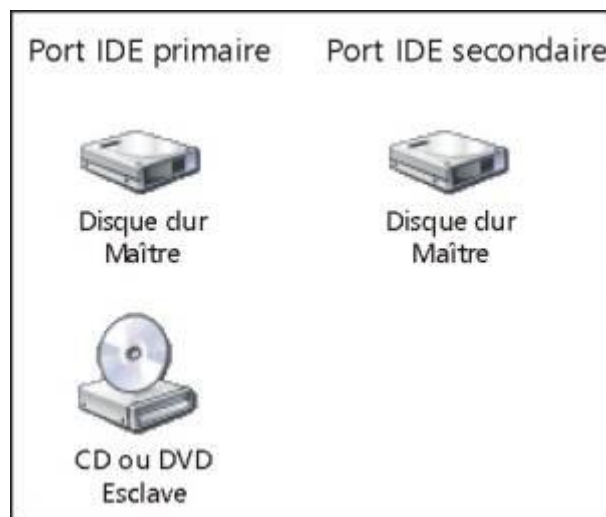 Port IDE primaire
Port IDE secondaire
Disque dur
Maître
Disque dur
Maître
CD ou DVD
Esclave